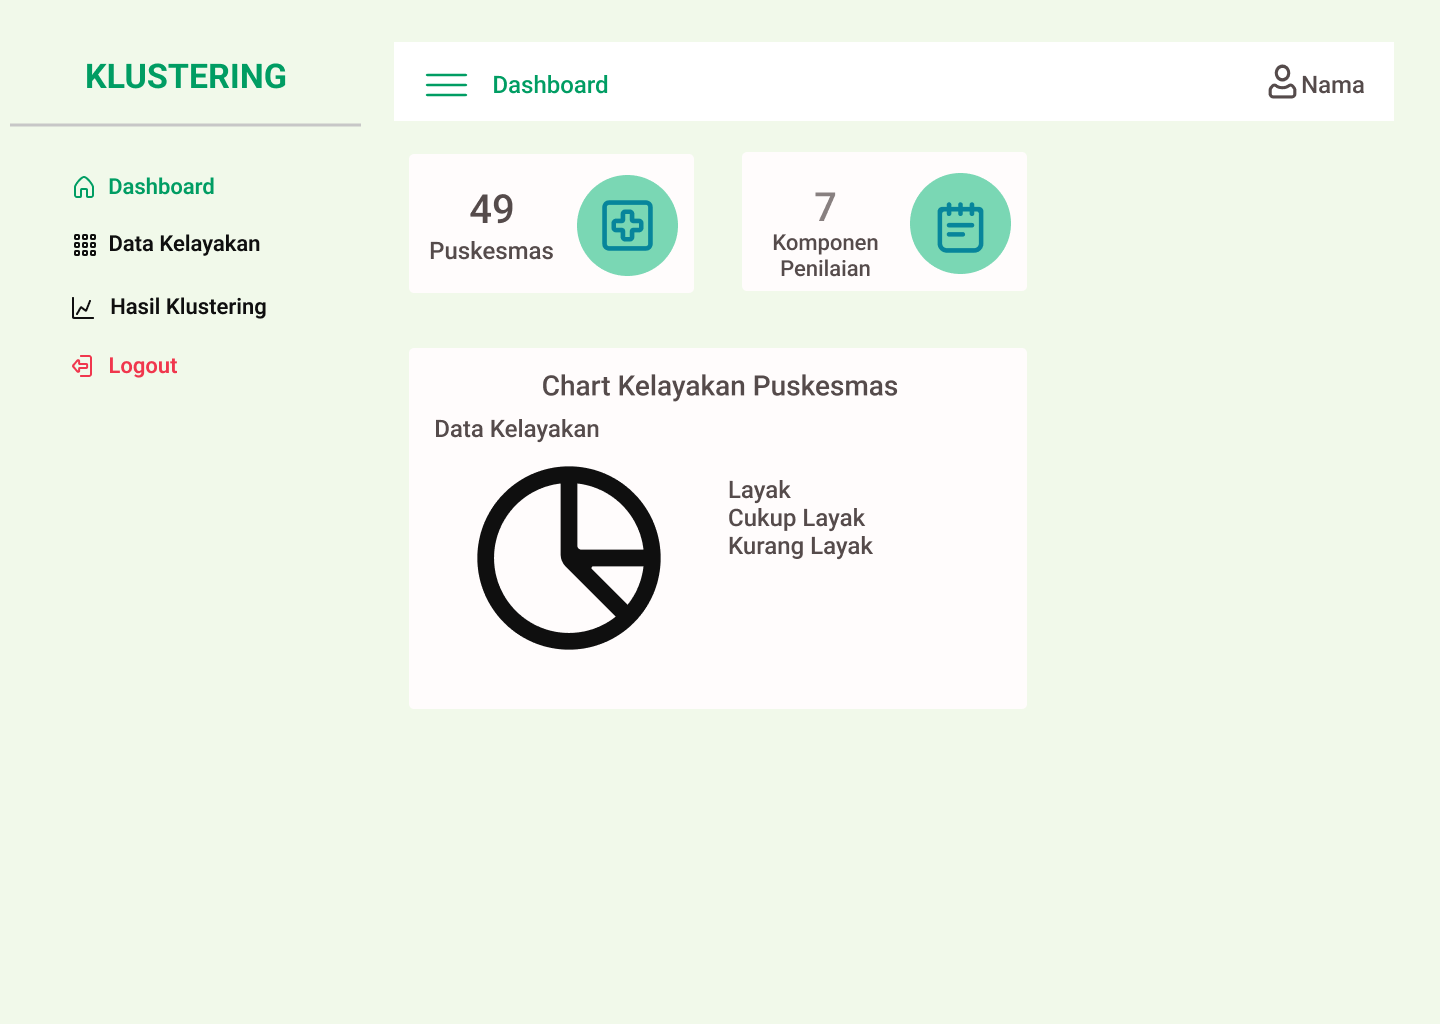 KLUSTERING
Dashboard
Data Kelayakan
Hasil Klustering
Logout
Dashboard
Nama
49
Puskesmas
7
Komponen
Penilaian
Chart Kelayakan Puskesmas
Data Kelayakan
Layak
Cukup Layak
Kurang Layak